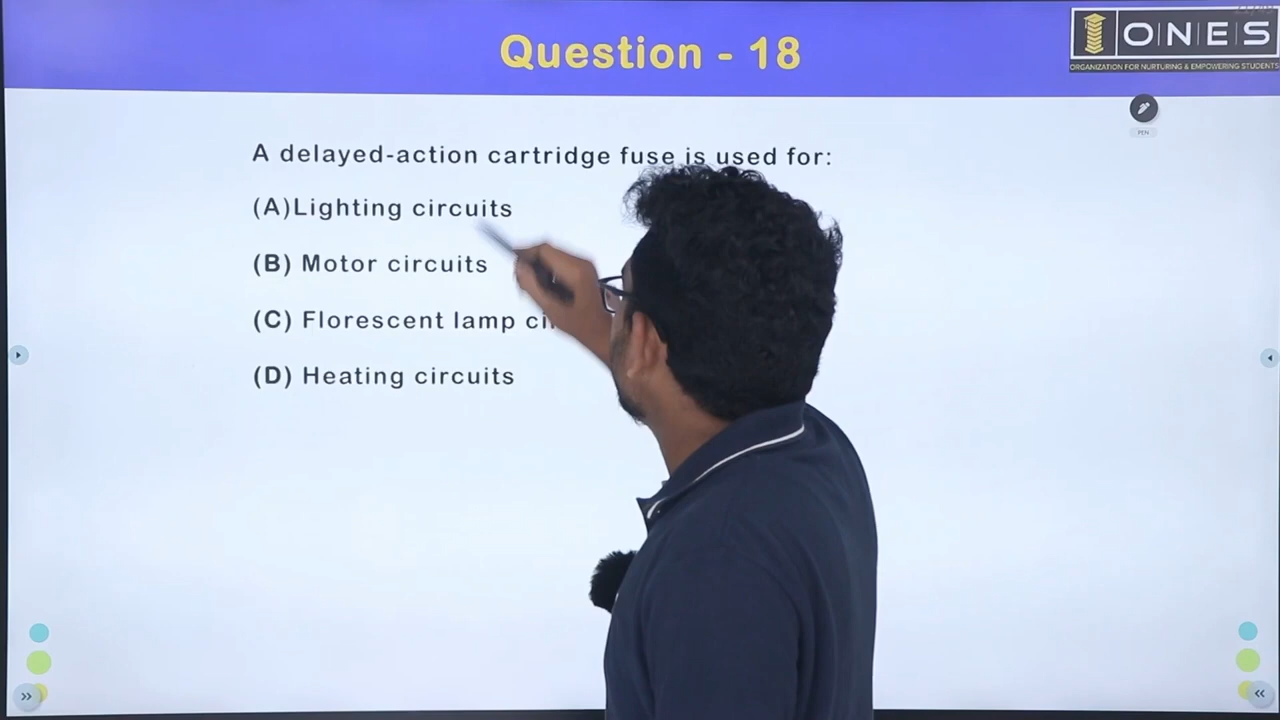 Question - 18
O|N|E|S
ORGANIZATION FOR NURTURING & EMPOWERING STUDENTS
PEN
A delayed-action cartridge fuse is used for:
(A)Lighting circuits
(B) Motor circuits
(C) Florescent lamp
(D) Heating circuits